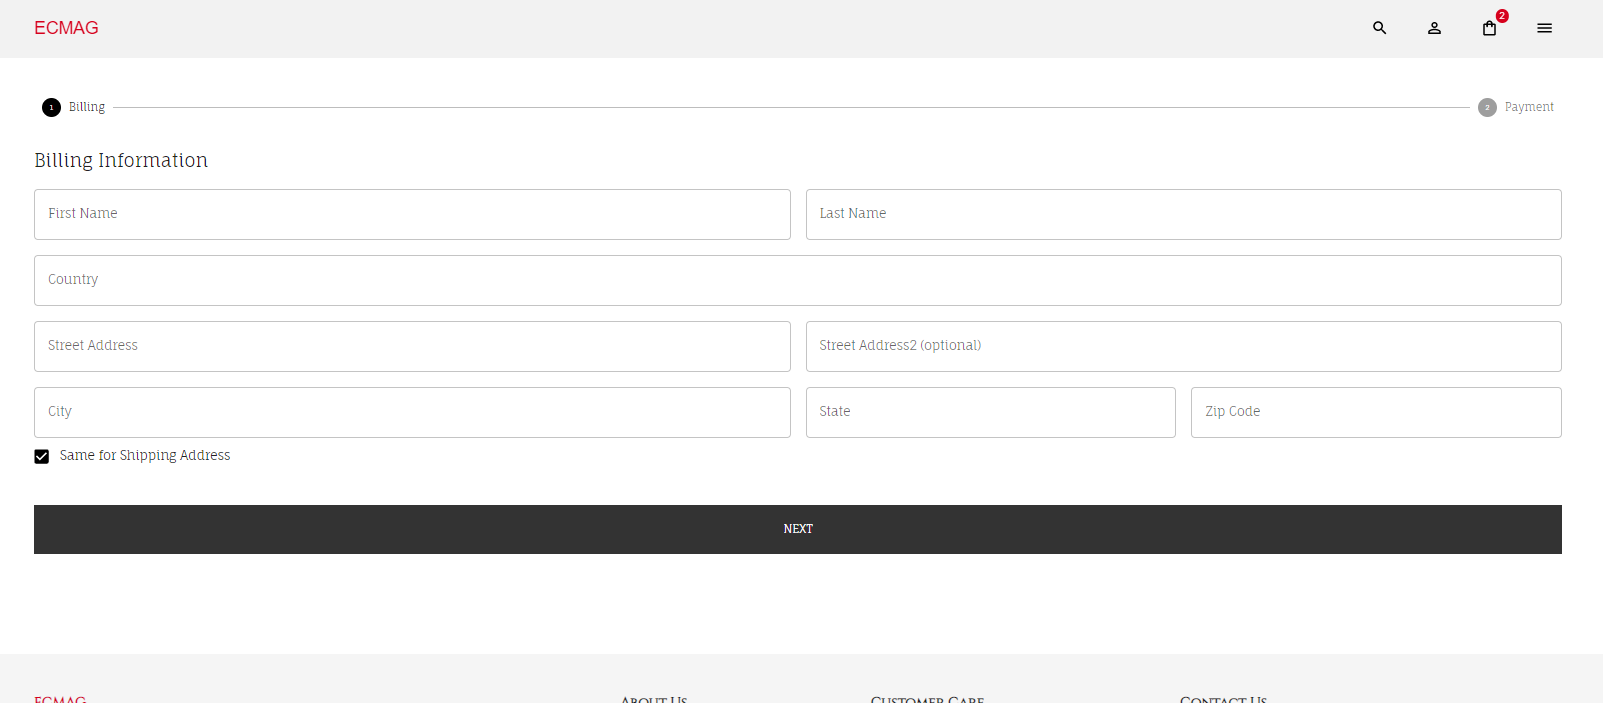 ECMAG
2
1 Billing
2 Payment
Billing Information
First Name
Last Name
Country
Street Address
Street Address2 (optional)
City
State
Zip Code
Same for Shipping Address
NEXT
ECMAG
About Us
Customer Care
Contact Us